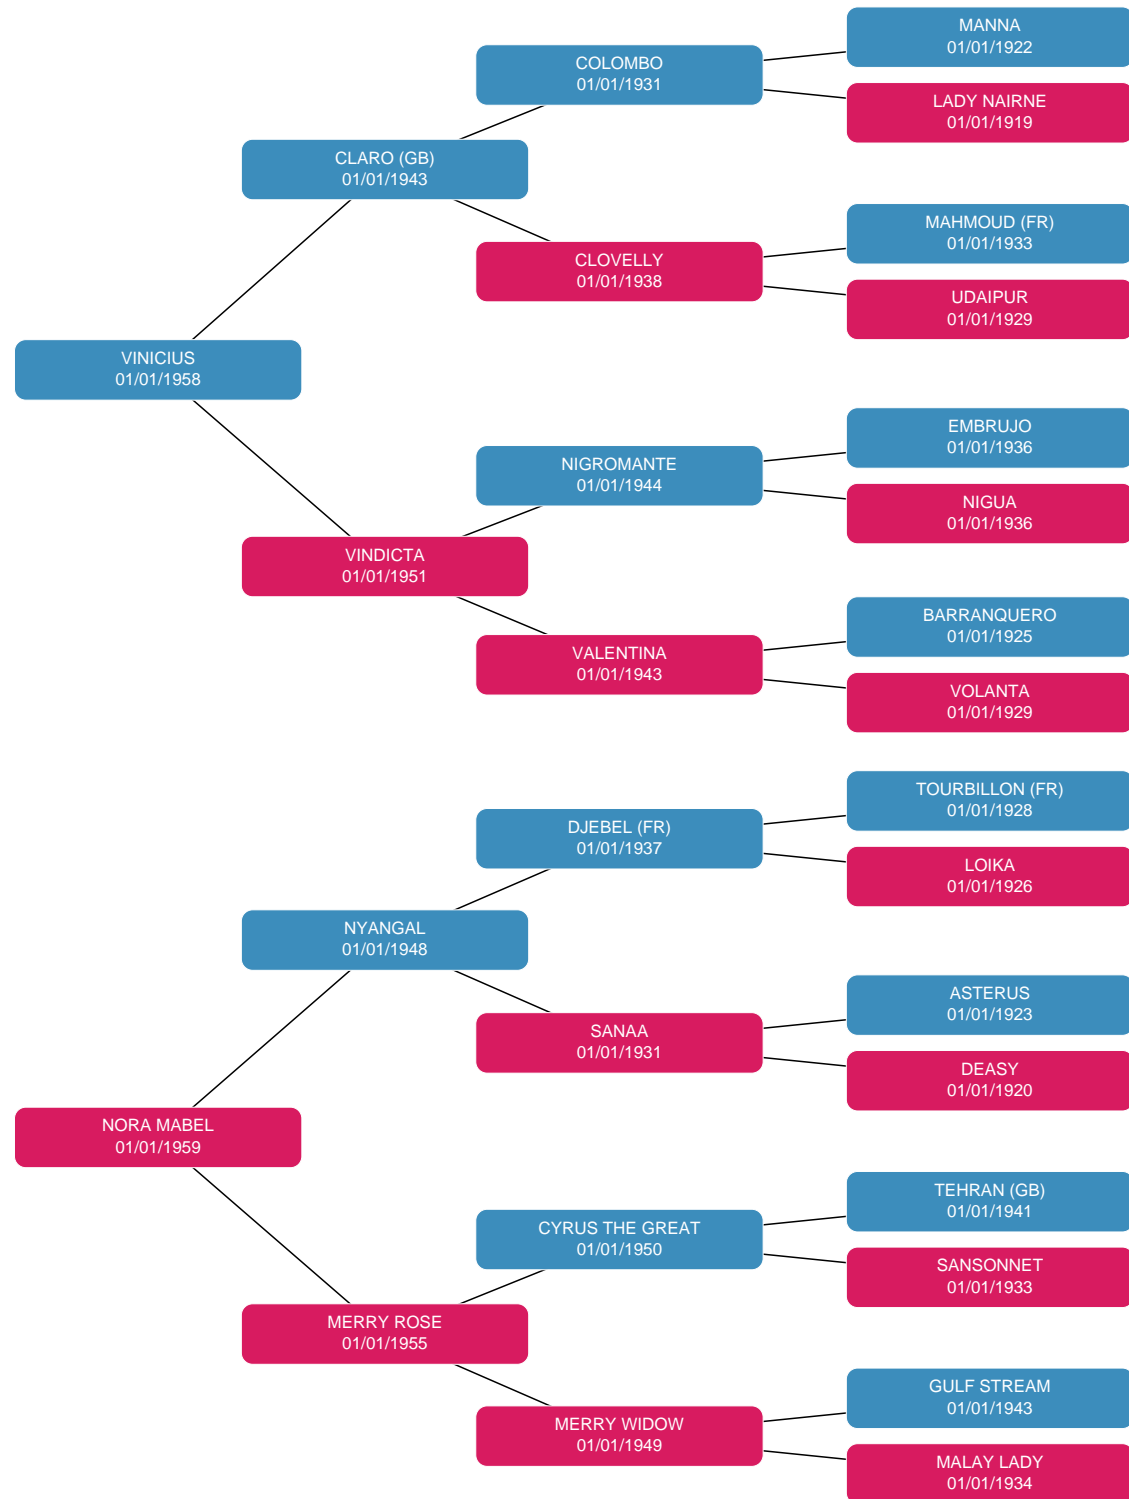 MANNA
01/01/1922
COLOMBO
01/01/1931
LADY NAIRNE
01/01/1919
CLARO (GB)
01/01/1943
MAHMOUD (FR)
01/01/1933
CLOVELLY
01/01/1938
UDAIPUR
01/01/1929
VINICIUS
01/01/1958
EMBRUJO
01/01/1936
NIGROMANTE
01/01/1944
NIGUA
01/01/1936
VINDICTA
01/01/1951
BARRANQUERO
01/01/1925
VALENTINA
01/01/1943
VOLANTA
01/01/1929
TOURBILLON (FR)
01/01/1928
DJEBEL (FR)
01/01/1937
LOIKA
01/01/1926
NYANGAL
01/01/1948
ASTERUS
01/01/1923
SANAA
01/01/1931
DEASY
01/01/1920
NORA MABEL
01/01/1959
TEHRAN (GB)
01/01/1941
CYRUS THE GREAT
01/01/1950
SANSONNET
01/01/1933
MERRY ROSE
01/01/1955
GULF STREAM
01/01/1943
MERRY WIDOW
01/01/1949
MALAY LADY
01/01/1934